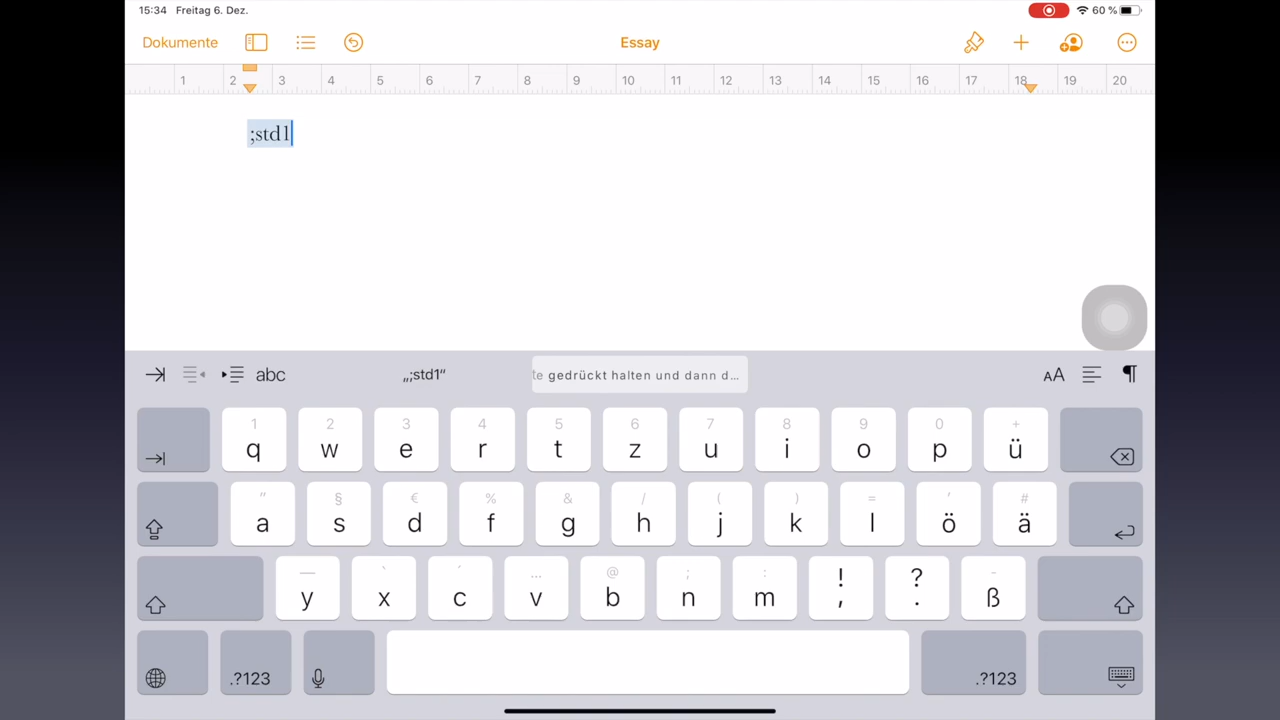 15:34 Freitag 6. Dez. 60 %
Dokumente Essay
1 2 3 4 5 6 7 8 9 10 11 12 13 14 15 16 17 18 19 20
;std1
abc „;std1“ te gedrückt halten und dann d… AA ¶
1 2 3 4 5 6 7 8 9 0 +
q w e r t z u i o p ü
“ § € % & / ( ) = ‘ #
a s d f g h j k l ö ä
— ` ´ … @ ; : ! ? -
y x c v b n m , . ß
.?123 .?123